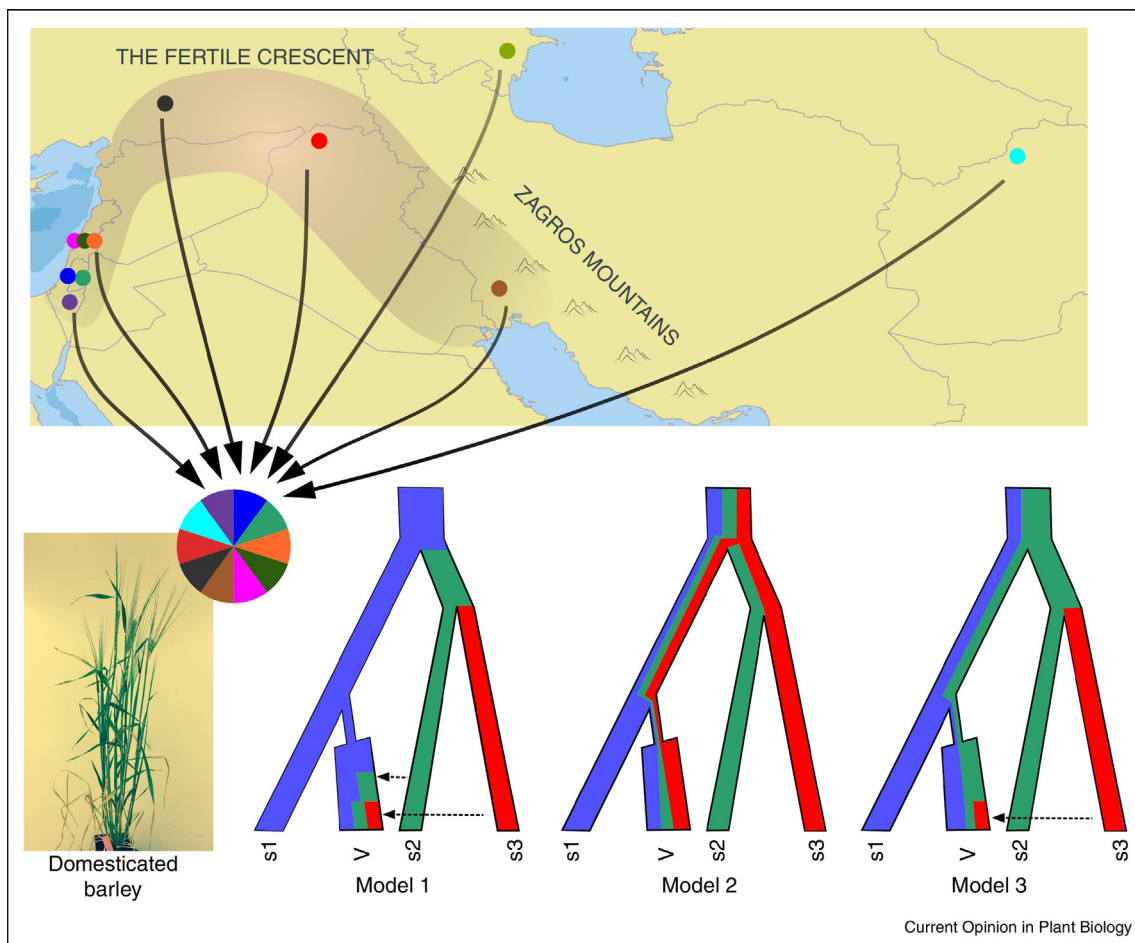 THE FERTILE CRESCENT
ZAGROS MOUNTAINS
Domesticated
barley
s1
V
s2
s3
Model 1
s1
V
s2
s3
Model 2
s1
V
s2
s3
Model 3
Current Opinion in Plant Biology